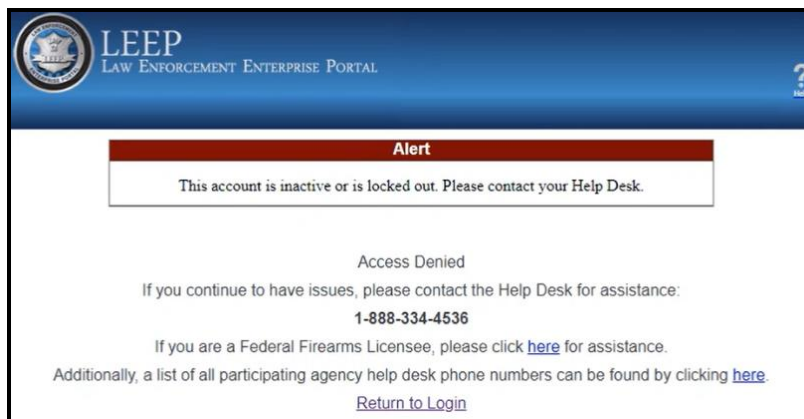 LEEP
LAW ENFORCEMENT ENTERPRISE PORTAL
?
Alert
This account is inactive or is locked out. Please contact your Help Desk.
Access Denied
If you continue to have issues, please contact the Help Desk for assistance:
1-888-334-4536
If you are a Federal Firearms Licensee, please click here for assistance.
Additionally, a list of all participating agency help desk phone numbers can be found by clicking here.
Return to Login